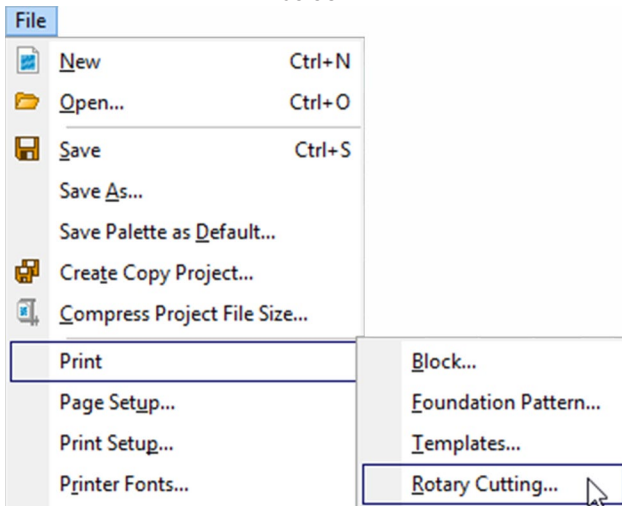 File
New Ctrl+N
Open... Ctrl+O
Save Ctrl+S
Save As...
Save Palette as Default...
Create Copy Project...
Compress Project File Size...
Print
Block...
Page Setup...
Foundation Pattern...
Print Setup...
Templates...
Printer Fonts...
Rotary Cutting...